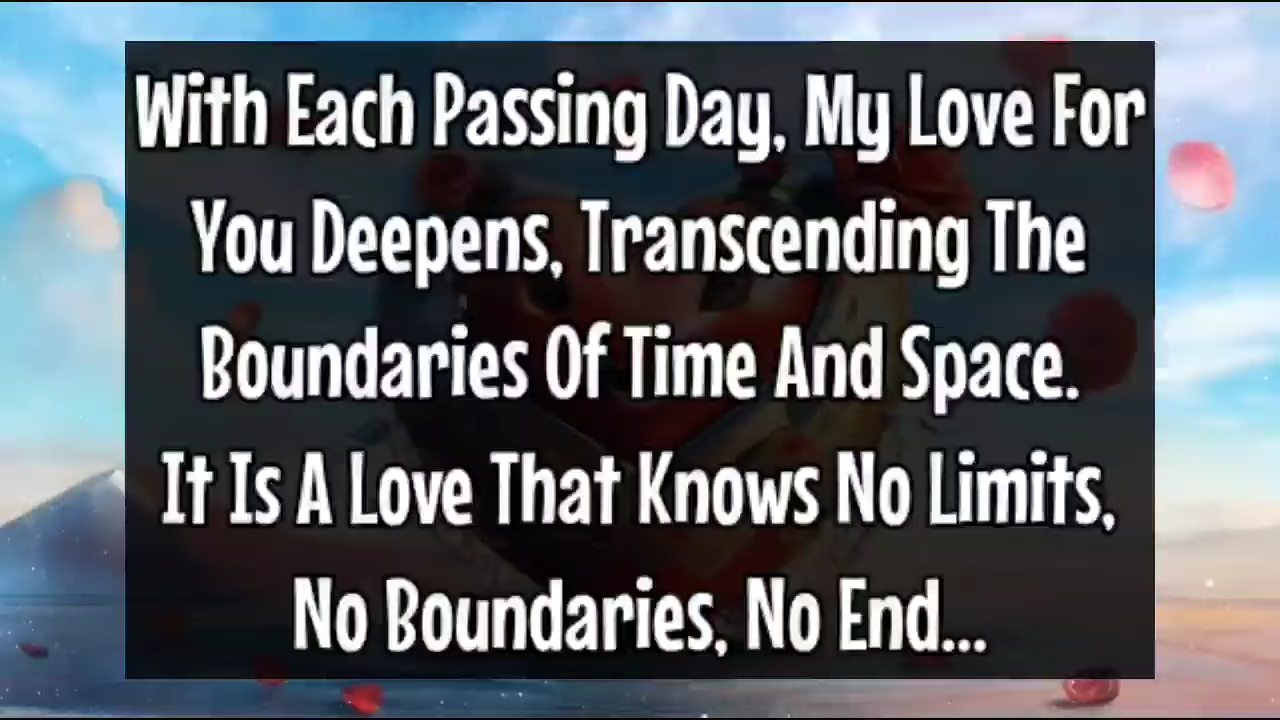 With Each Passing Day, My Love For
You Deepens, Transcending The
Boundaries Of Time And Space.
It Is A Love That Knows No Limits,
No Boundaries, No End...